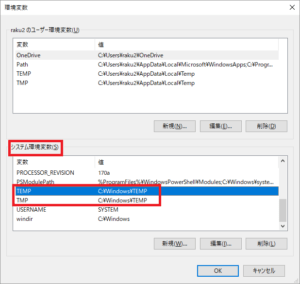 環境変数
raku2 のユーザー環境変数(U)
変数 値
OneDrive C:¥Users¥raku2¥OneDrive
Path C:¥Users¥raku2¥AppData¥Local¥Microsoft¥WindowsApps;C:¥Progr...
TEMP C:¥Users¥raku2¥AppData¥Local¥Temp
TMP C:¥Users¥raku2¥AppData¥Local¥Temp
新規(N)... 編集(E)... 削除(D)
システム環境変数(S)
変数 値
PROCESSOR_REVISION 170a
PSModulePath %ProgramFiles%¥WindowsPowerShell¥Modules;C:¥Windows¥syste...
TEMP C:¥Windows¥TEMP
TMP C:¥Windows¥TEMP
USERNAME SYSTEM
windir C:¥Windows
新規(W)... 編集(I)... 削除(L)
OK キャンセル